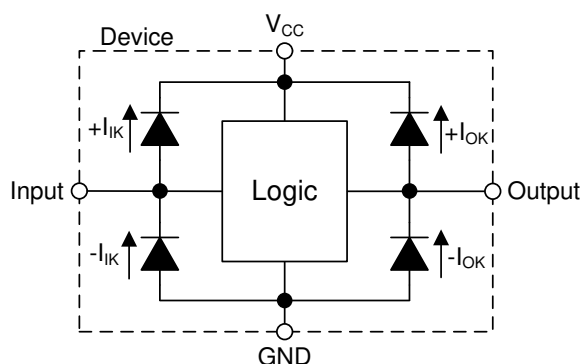 Device
V_CC
+I_IK
+I_OK
Input
Logic
Output
-I_IK
-I_OK
GND